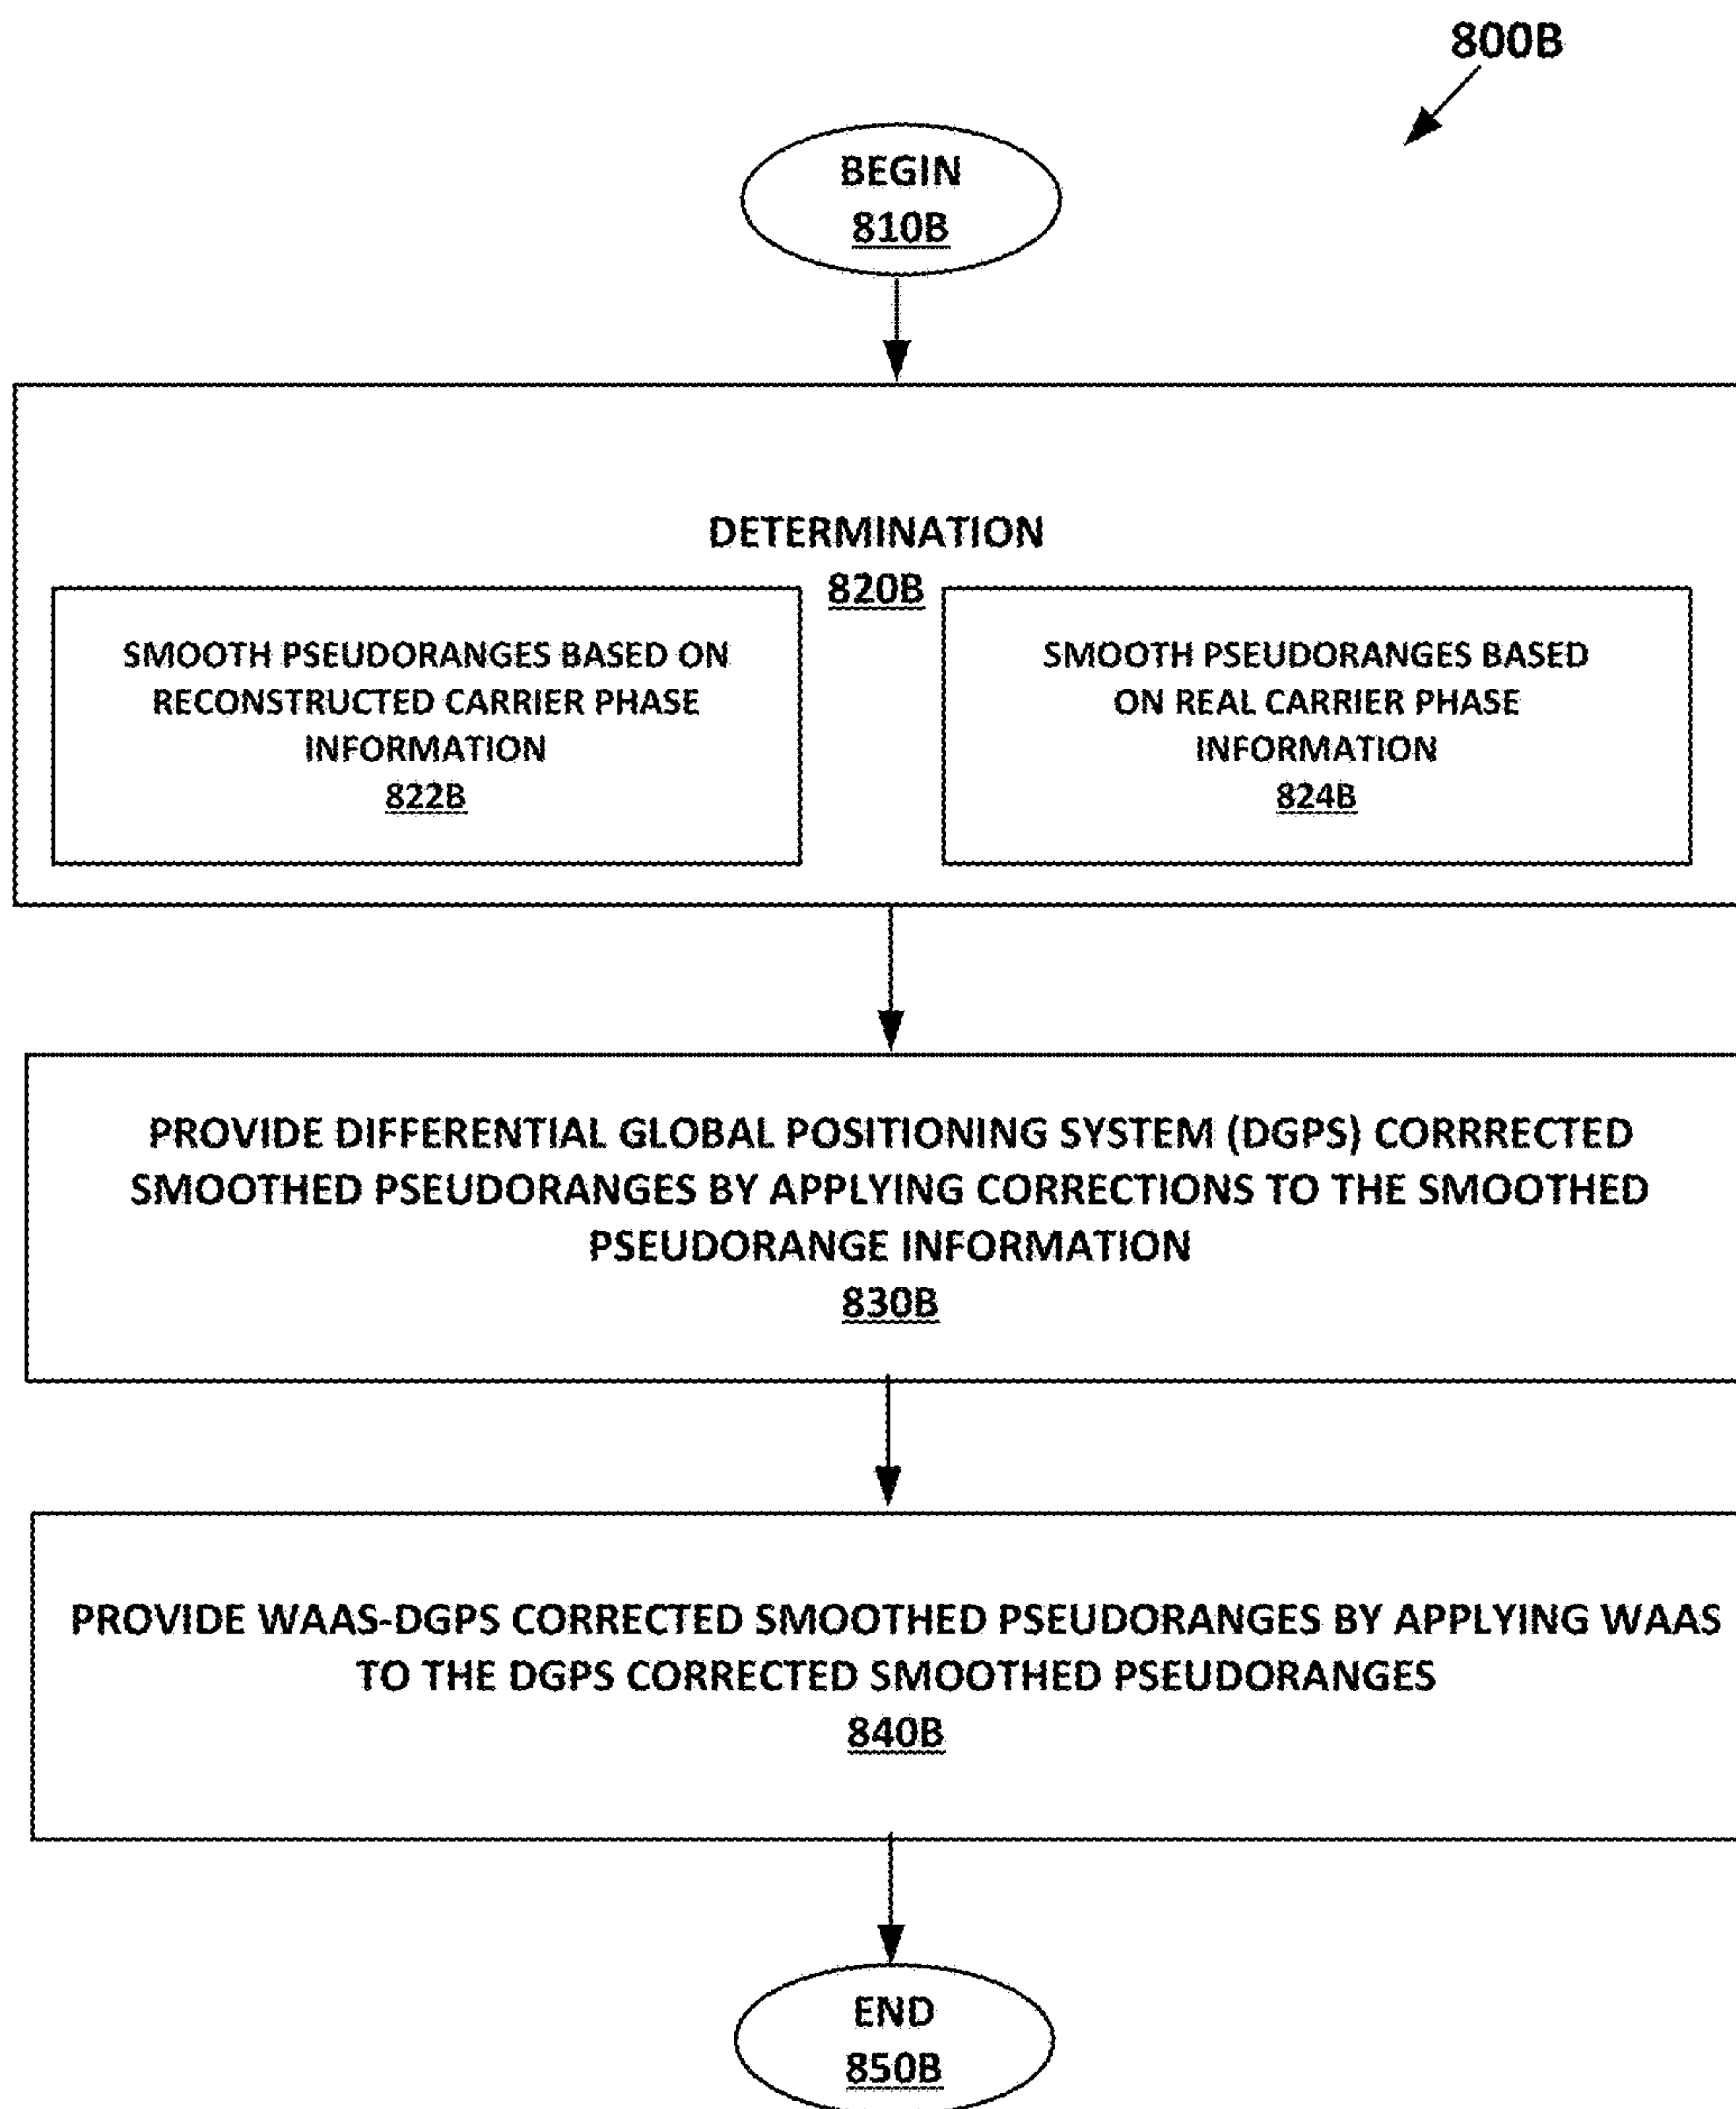 800B
BEGIN
810B
DETERMINATION
820B
SMOOTH PSEUDORANGES BASED ON
RECONSTRUCTED CARRIER PHASE
INFORMATION
822B
SMOOTH PSEUDORANGES BASED
ON REAL CARRIER PHASE
INFORMATION
824B
PROVIDE DIFFERENTIAL GLOBAL POSITIONING SYSTEM (DGPS) CORRRECTED
SMOOTHED PSEUDORANGES BY APPLYING CORRECTIONS TO THE SMOOTHED
PSEUDORANGE INFORMATION
830B
PROVIDE WAAS-DGPS CORRECTED SMOOTHED PSEUDORANGES BY APPLYING WAAS
TO THE DGPS CORRECTED SMOOTHED PSEUDORANGES
840B
END
850B